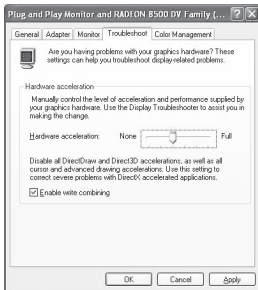 Plug and Play Monitor and RADEON 8500 DV Family (...
General Adapter Monitor Troubleshoot Color Management
Are you having problems with your graphics hardware? These
settings can help you troubleshoot display-related problems.
Hardware acceleration
Manually control the level of acceleration and performance supplied by
your graphics hardware. Use the Display Troubleshooter to assist you in
making the change.
Hardware acceleration: None Full
Disable all DirectDraw and Direct3D accelerations, as well as all
cursor and advanced drawing accelerations. Use this setting to
correct severe problems with DirectX accelerated applications.
Enable write combining
OK Cancel Apply